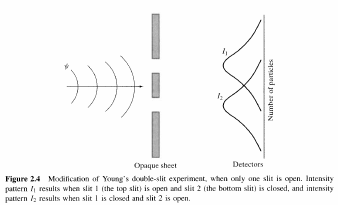 ψ
I₁
I₂
Number of particles
Opaque sheet
Detectors
Figure 2.4 Modification of Young's double-slit experiment, when only one slit is open. Intensity
pattern I₁ results when slit 1 (the top slit) is open and slit 2 (the bottom slit) is closed, and intensity
pattern I₂ results when slit 1 is closed and slit 2 is open.